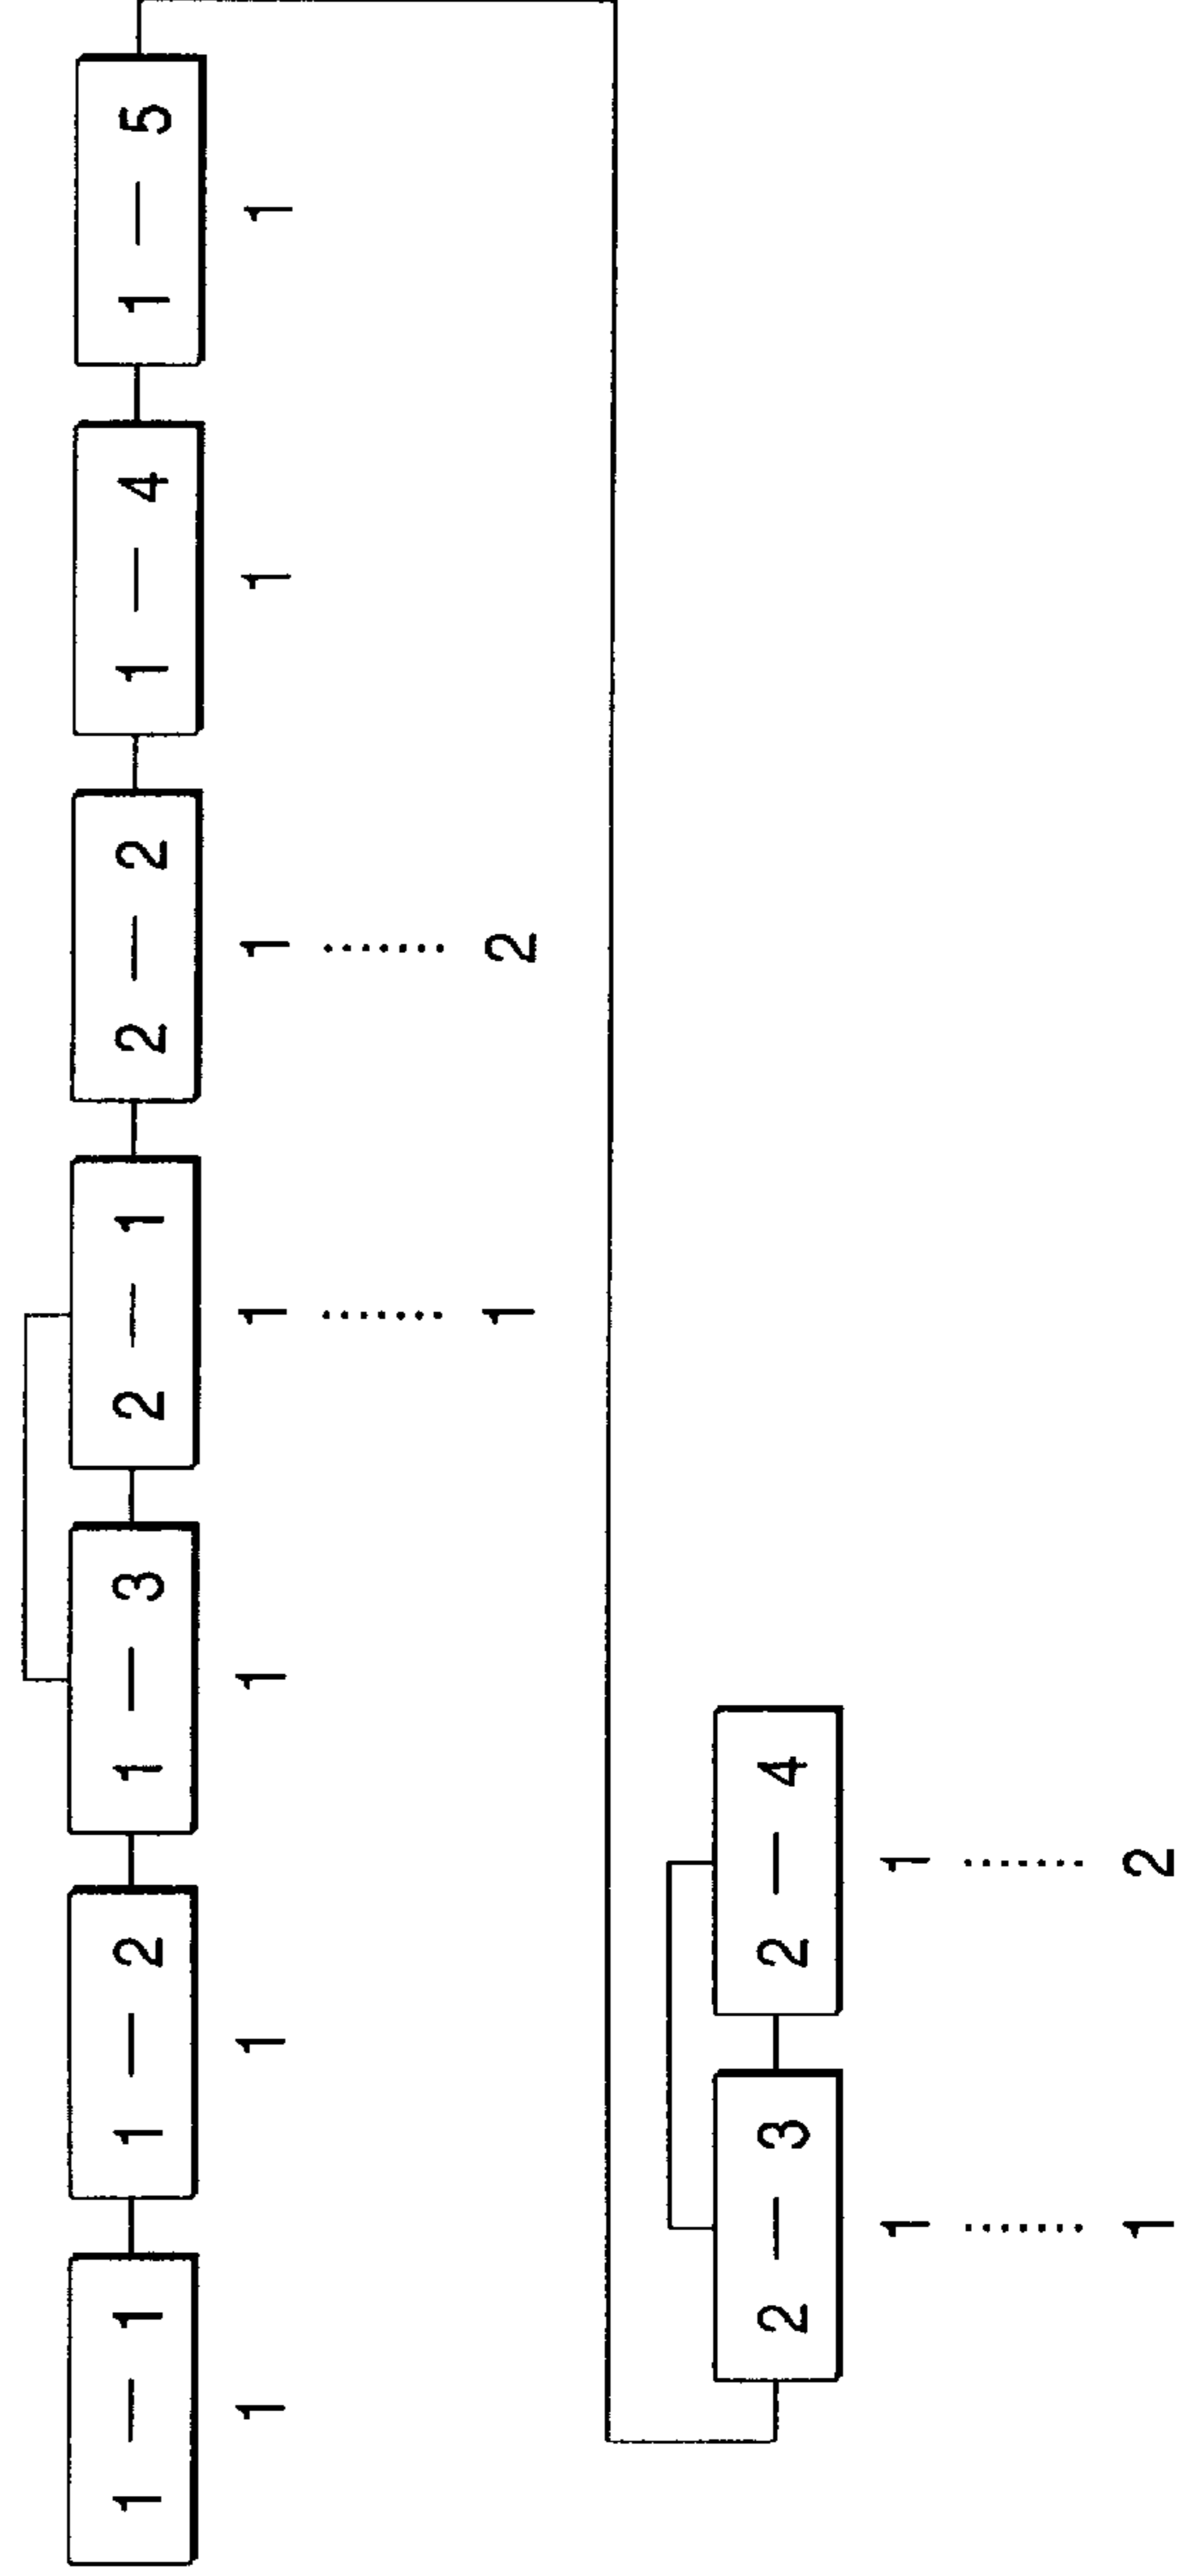 1 — 1 1 — 2 1 — 3 2 — 1 2 — 2 1 — 4 1 — 5
1 1 1 1 ....... 1 1 ....... 2 1 1
2 — 3 2 — 4
1 ....... 1 1 ....... 2